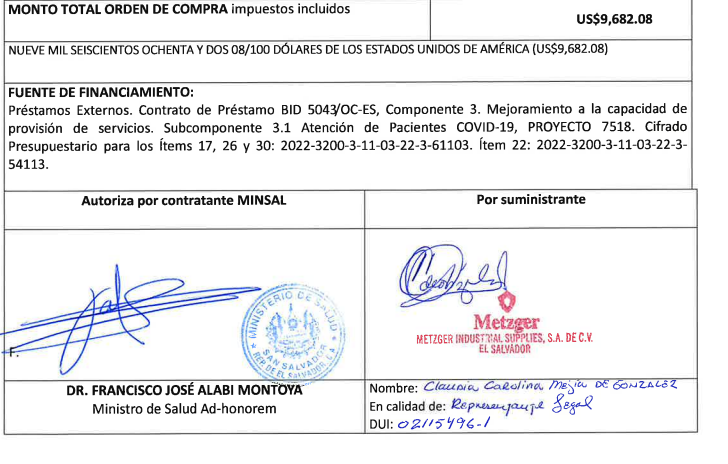 MONTO TOTAL ORDEN DE COMPRA impuestos incluidos
US$9,682.08
NUEVE MIL SEISCIENTOS OCHENTA Y DOS 08/100 DÓLARES DE LOS ESTADOS UNIDOS DE AMÉRICA (US$9,682.08)
FUENTE DE FINANCIAMIENTO:
Préstamos Externos. Contrato de Préstamo BID 5043/OC-ES, Componente 3. Mejoramiento a la capacidad de
provisión de servicios. Subcomponente 3.1 Atención de Pacientes COVID-19, PROYECTO 7518. Cifrado
Presupuestario para los Ítems 17, 26 y 30: 2022-3200-3-11-03-22-3-61103. Ítem 22: 2022-3200-3-11-03-22-3-
54113.
Autoriza por contratante MINSAL
Por suministrante
MINISTERIO DE SALUD
SAN SALVADOR
REP. DE EL SALVADOR, C.A.
F.
Metzger
METZGER INDUSTRIAL SUPPLIES, S.A. DE C.V.
EL SALVADOR
DR. FRANCISCO JOSÉ ALABI MONTOYA
Ministro de Salud Ad-honorem
Nombre: Claudia Carolina Mejia DE GONZALEZ
En calidad de: Representante Legal
DUI: 02115496-1